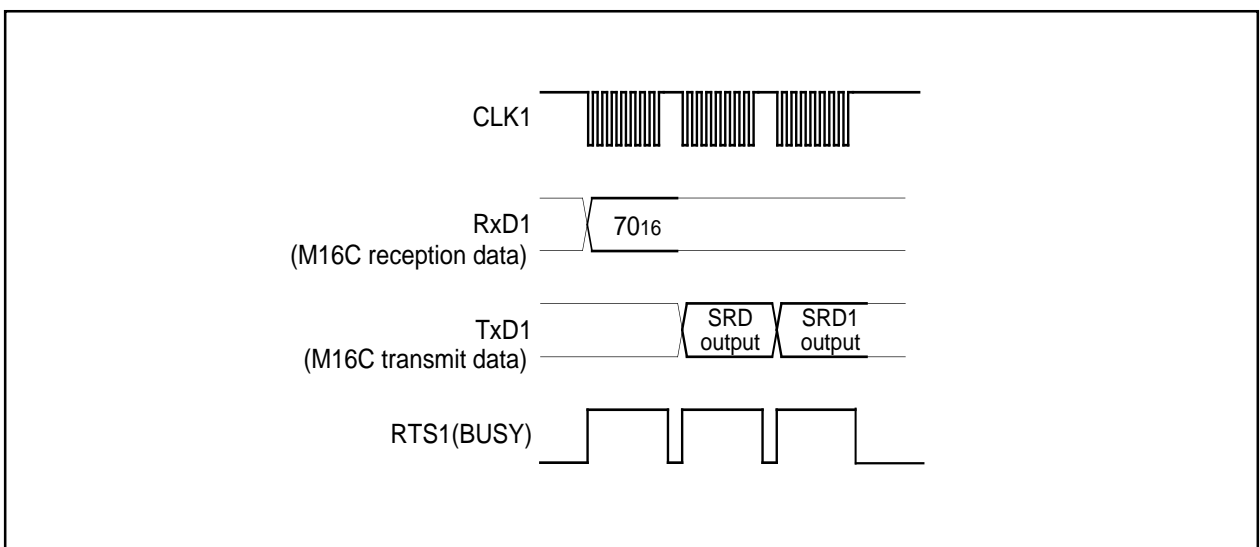 CLK1
RxD1
(M16C reception data)
7016
TxD1
(M16C transmit data)
SRD
output
SRD1
output
RTS1(BUSY)